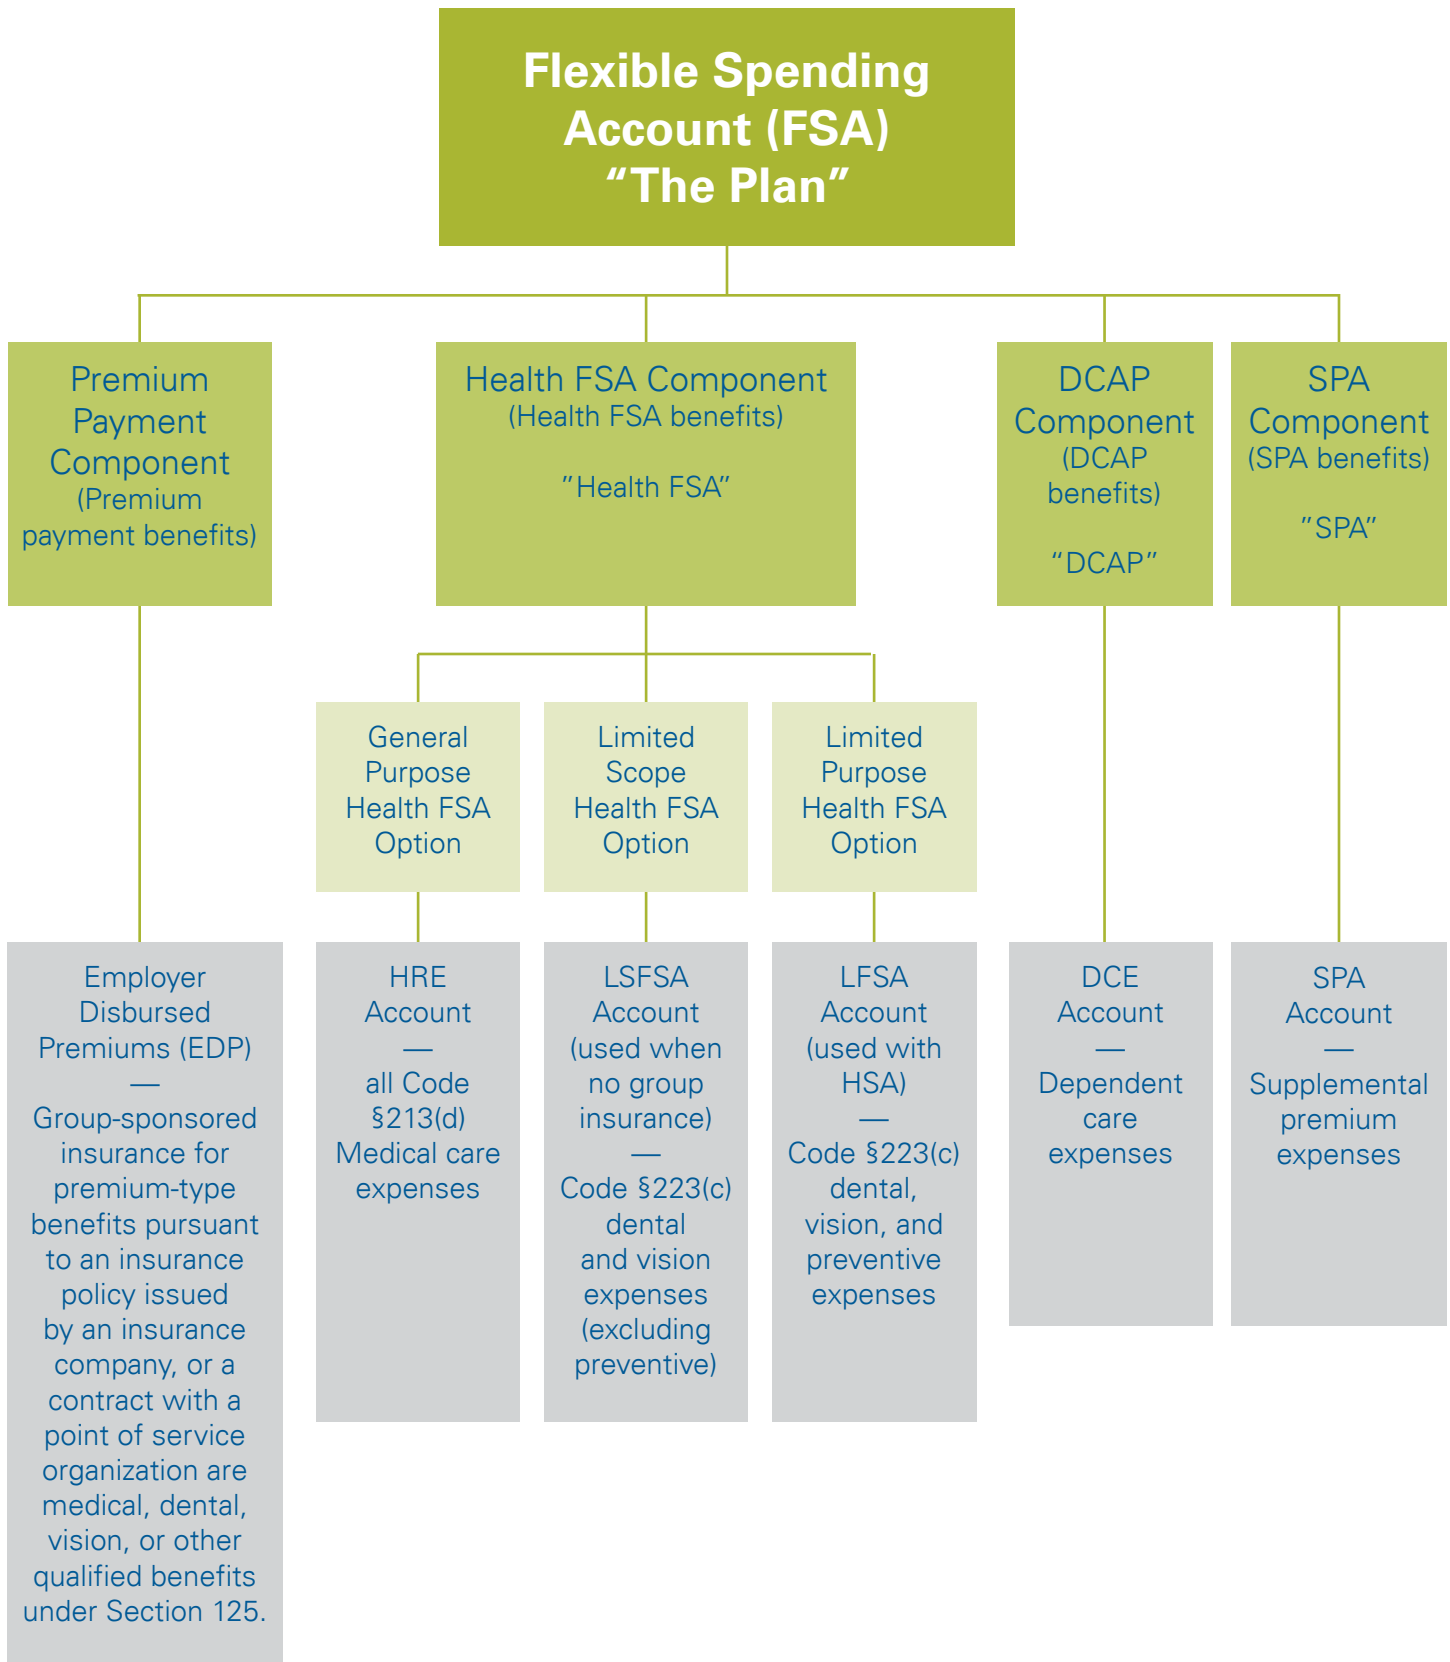 Flexible Spending
Account (FSA)
“The Plan”
Premium
Payment
Component
(Premium
payment benefits)
Health FSA Component
(Health FSA benefits)
”Health FSA”
DCAP
Component
(DCAP
benefits)
“DCAP”
SPA
Component
(SPA benefits)
”SPA”
General
Purpose
Health FSA
Option
Limited
Scope
Health FSA
Option
Limited
Purpose
Health FSA
Option
Employer
Disbursed
Premiums (EDP)
—
Group-sponsored
insurance for
premium-type
benefits pursuant
to an insurance
policy issued
by an insurance
company, or a
contract with a
point of service
organization are
medical, dental,
vision, or other
qualified benefits
under Section 125.
HRE
Account
—
all Code
§213(d)
Medical care
expenses
LSFSA
Account
(used when
no group
insurance)
—
Code §223(c)
dental
and vision
expenses
(excluding
preventive)
LFSA
Account
(used with
HSA)
—
Code §223(c)
dental,
vision, and
preventive
expenses
DCE
Account
—
Dependent
care
expenses
SPA
Account
—
Supplemental
premium
expenses